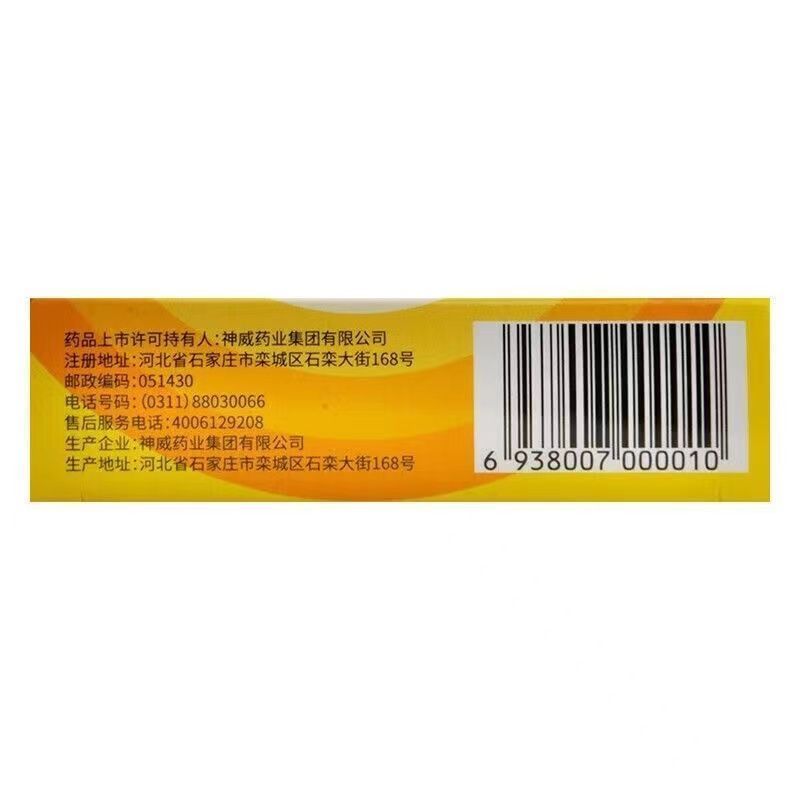 药品上市许可持有人:神威药业集团有限公司
注册地址:河北省石家庄市栾城区石栾大街168号
邮政编码:051430
电话号码:(0311)88030066
售后服务电话:4006129208
生产企业:神威药业集团有限公司
生产地址:河北省石家庄市栾城区石栾大街168号
6 938007 000010